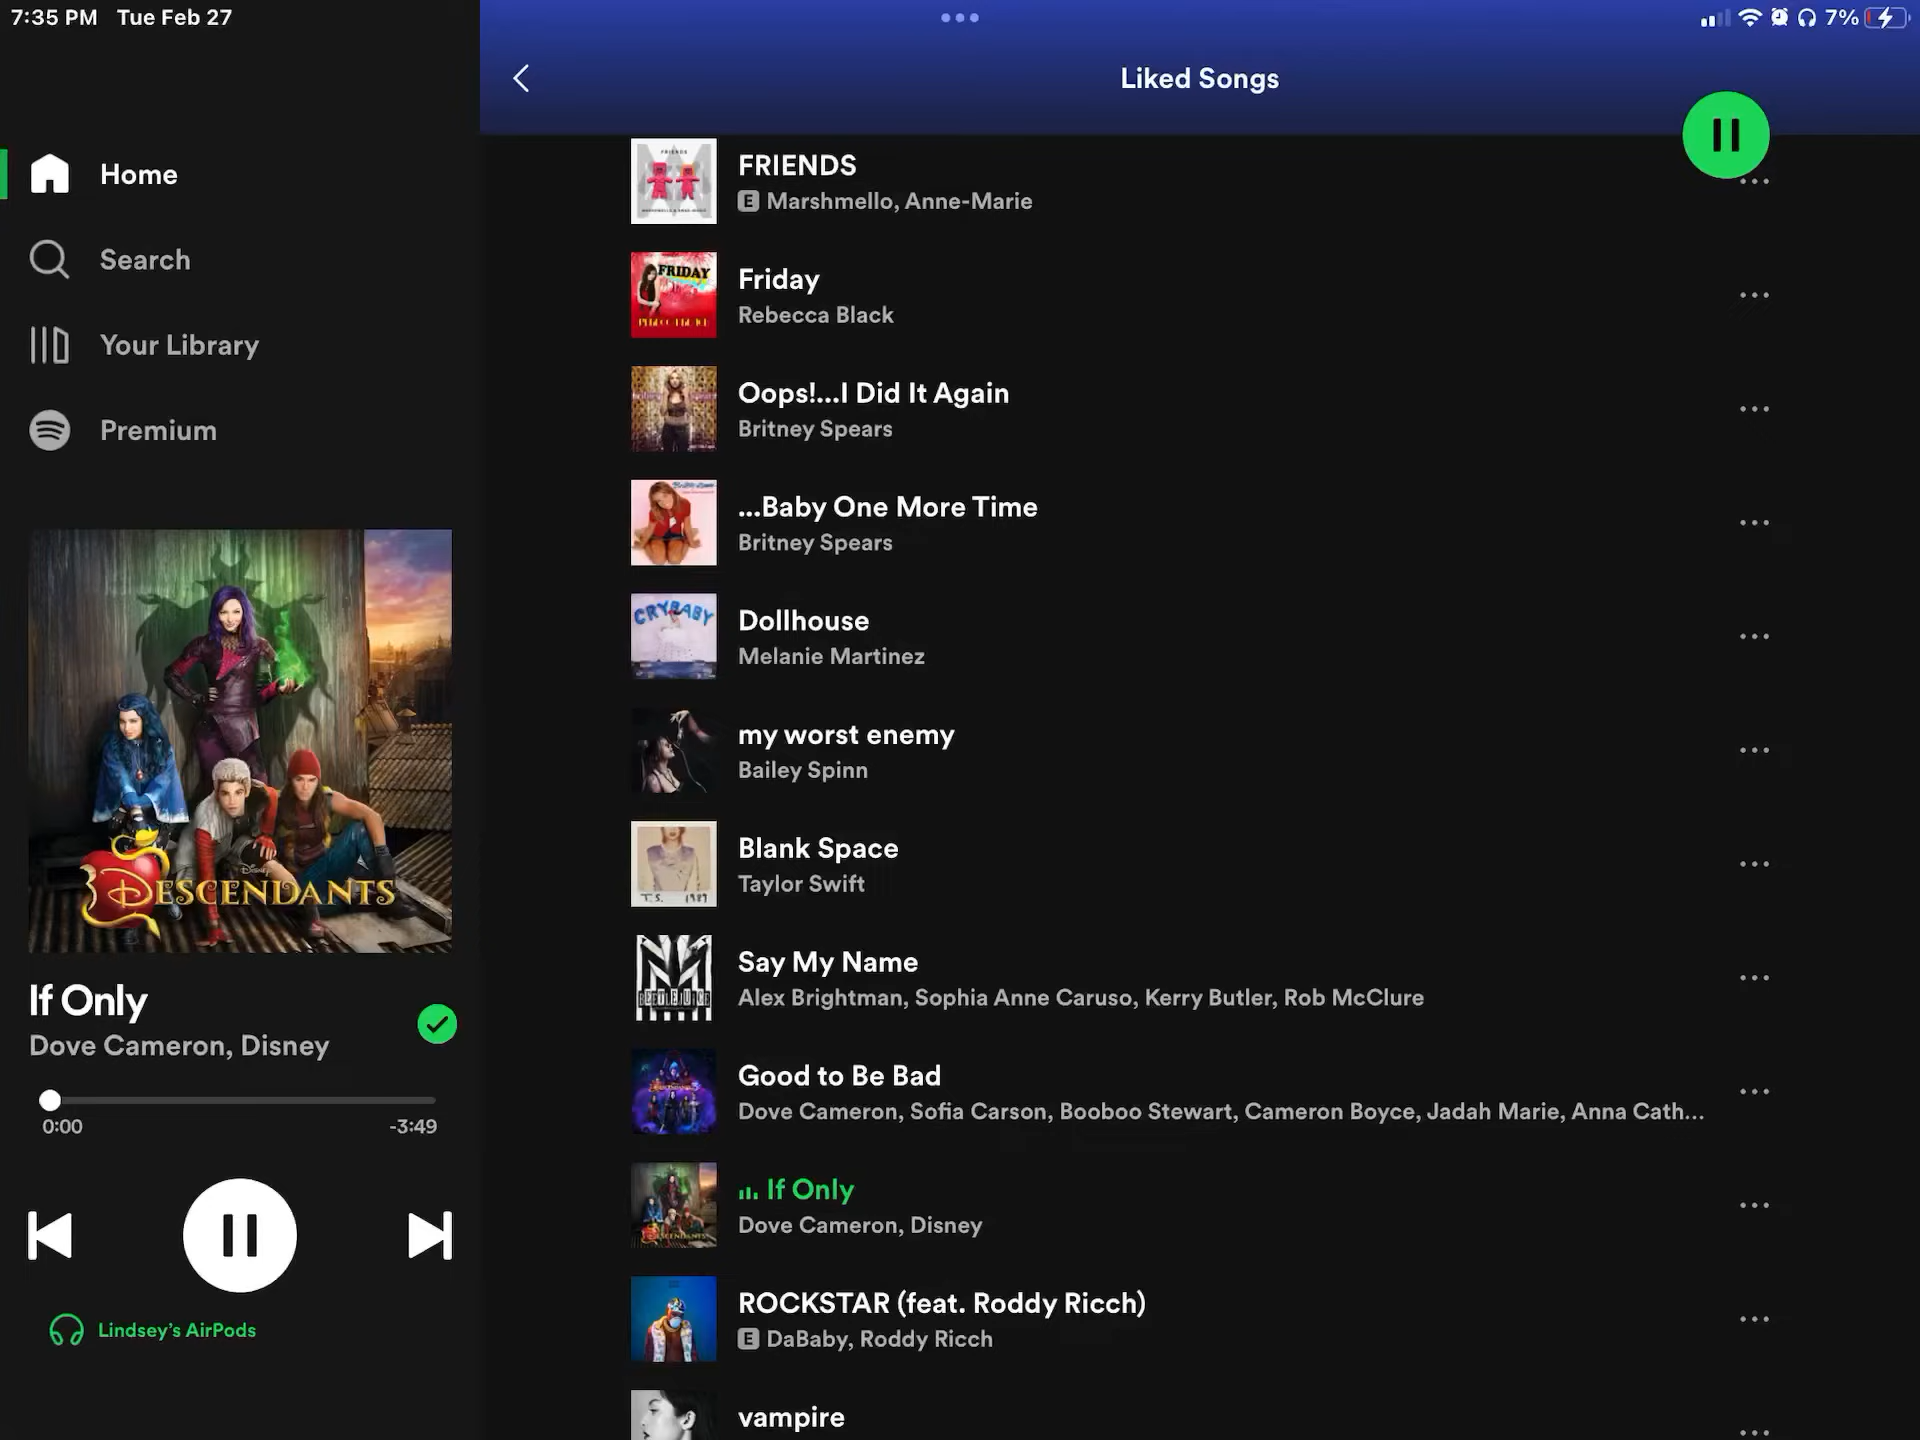 7:35 PM Tue Feb 27
7%
Home
Search
Your Library
Premium
DISNEY
DESCENDANTS
If Only
Dove Cameron, Disney
0:00 -3:49
Lindsey's AirPods
Liked Songs
FRIENDS
FRIENDS
E Marshmello, Anne-Marie
FRIDAY
Friday
Rebecca Black
Oops!...I Did It Again
Britney Spears
...Baby One More Time
Britney Spears
CRYBABY
Dollhouse
Melanie Martinez
my worst enemy
Bailey Spinn
T.S. 1989
Blank Space
Taylor Swift
BEETLEJUICE
Say My Name
Alex Brightman, Sophia Anne Caruso, Kerry Butler, Rob McClure
Good to Be Bad
Dove Cameron, Sofia Carson, Booboo Stewart, Cameron Boyce, Jadah Marie, Anna Cath...
DESCENDANTS
If Only
Dove Cameron, Disney
ROCKSTAR (feat. Roddy Ricch)
E DaBaby, Roddy Ricch
vampire